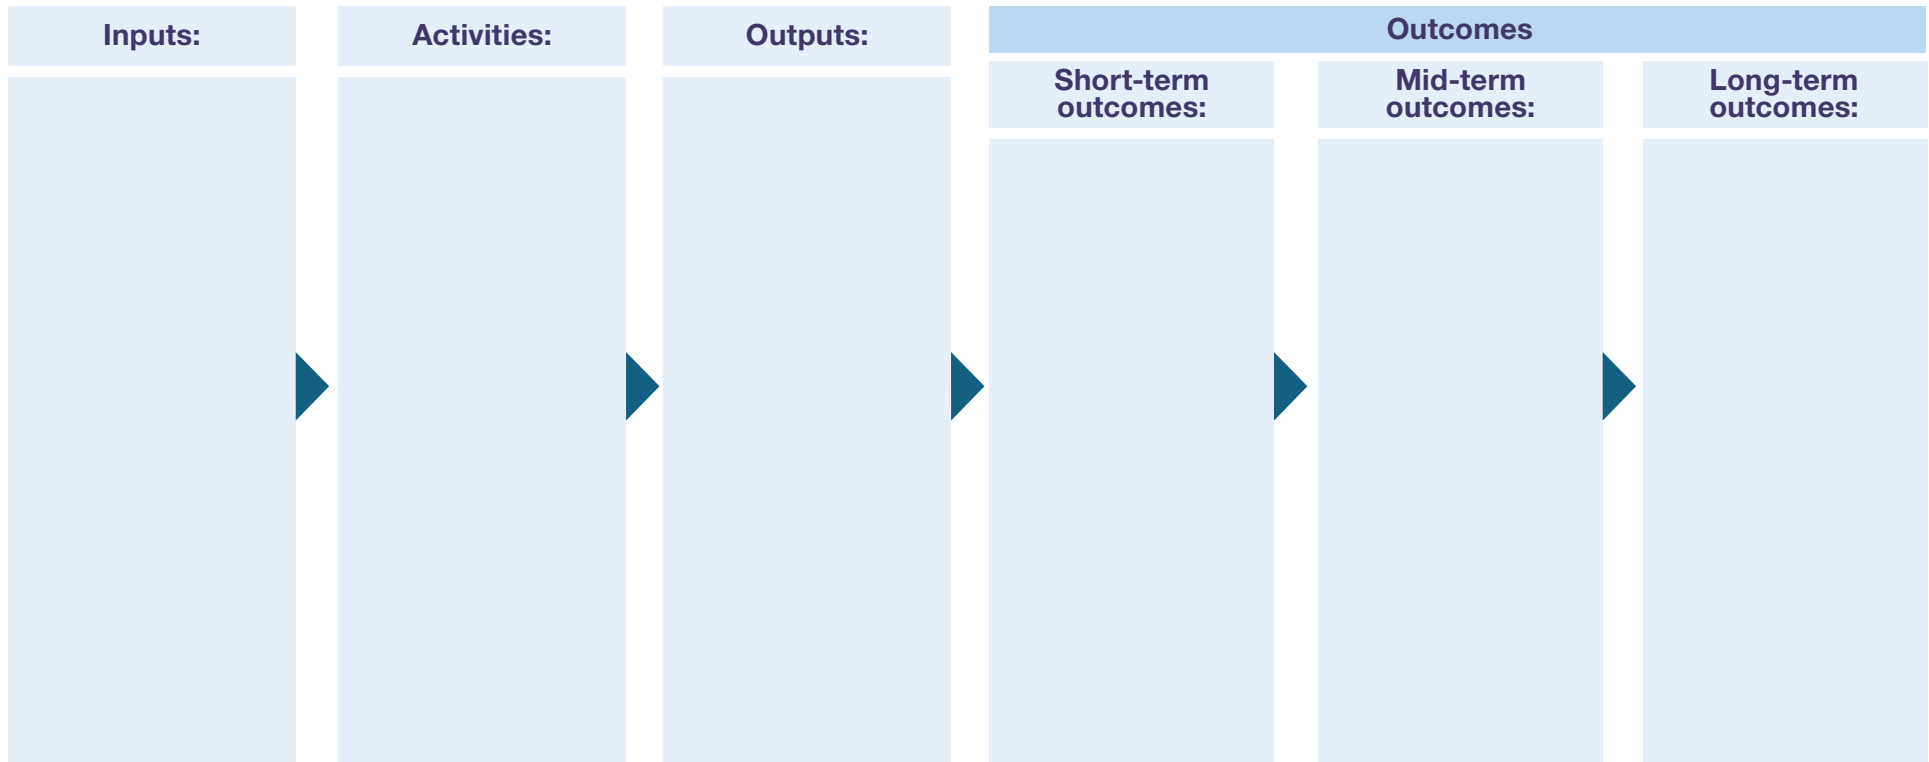 Inputs:
Activities:
Outputs:
Outcomes
Short-term
outcomes:
Mid-term
outcomes:
Long-term
outcomes: